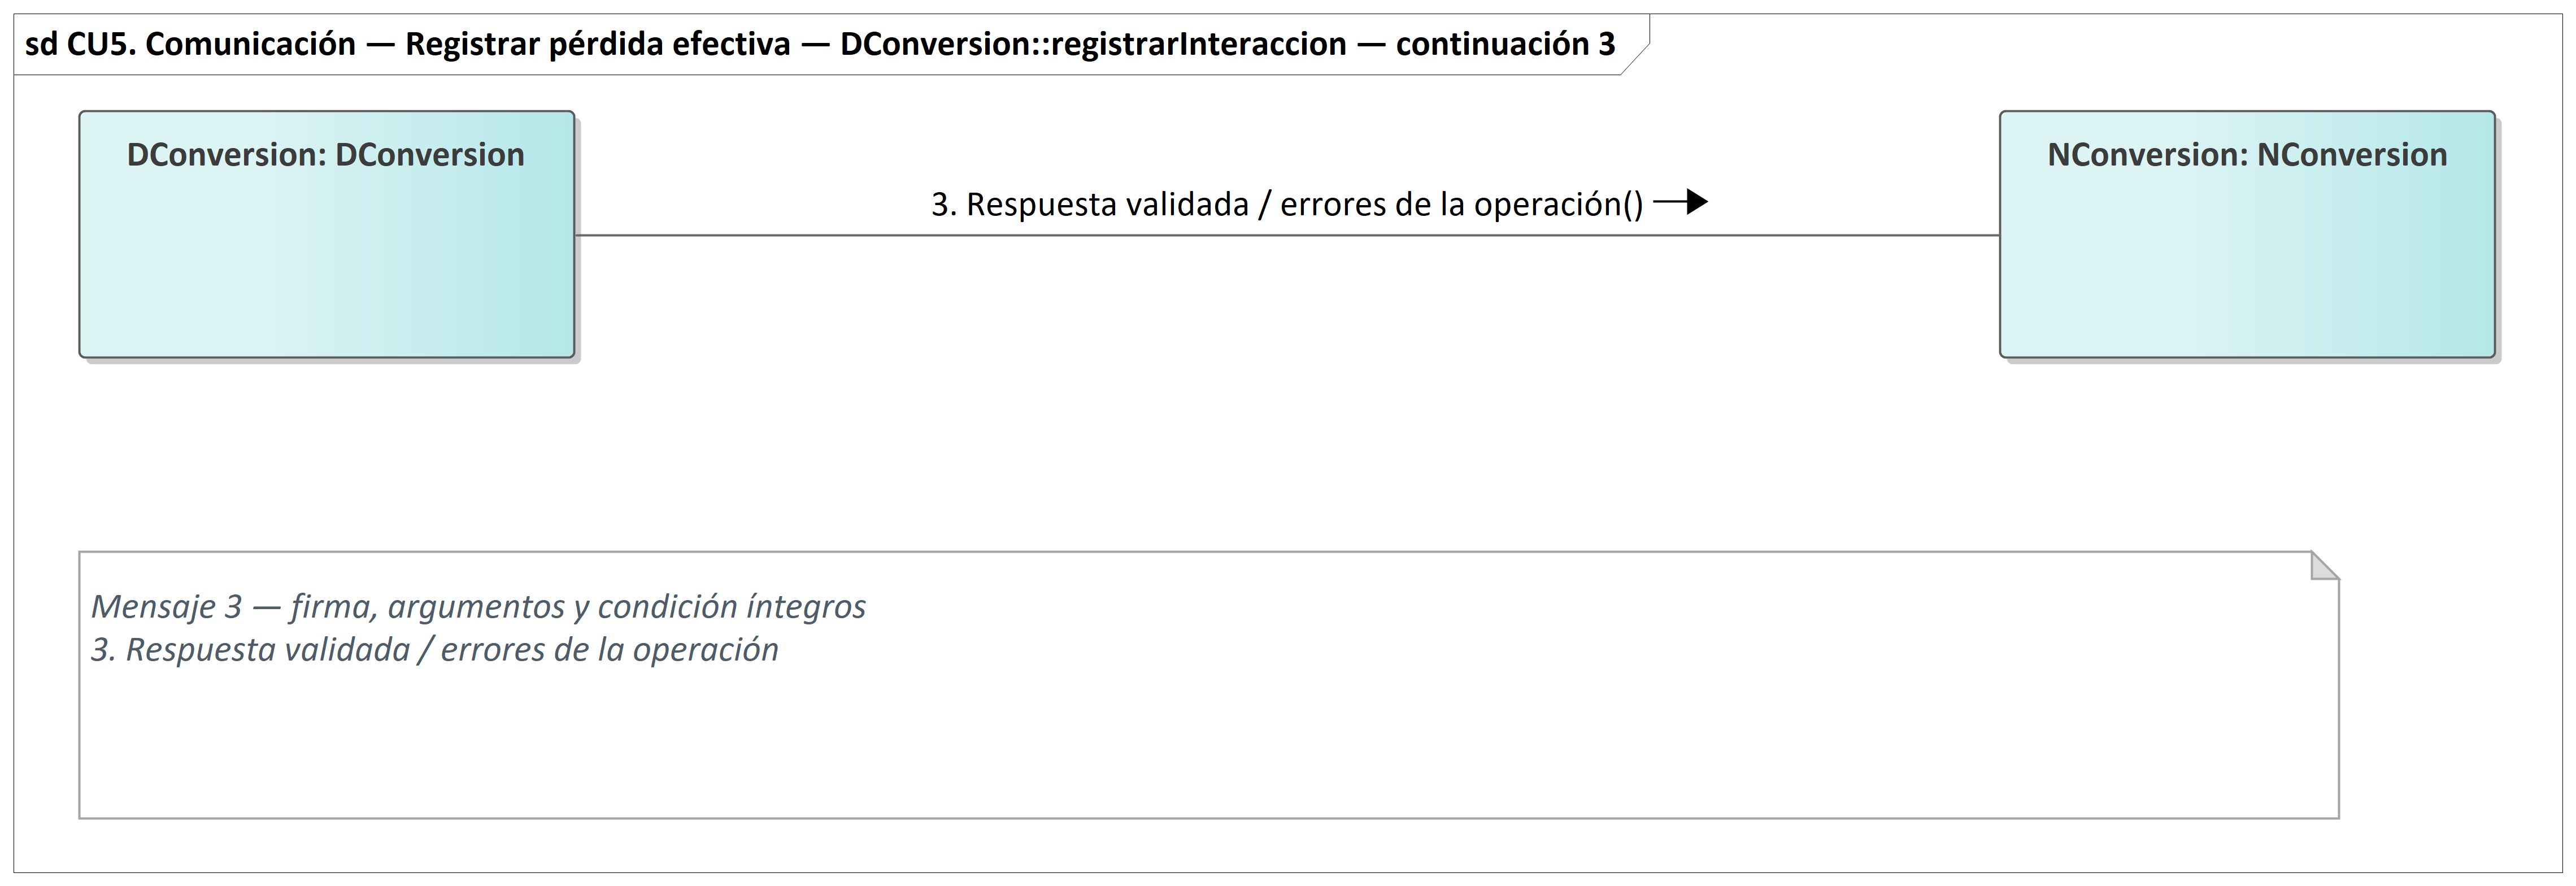 sd CU5. Comunicación — Registrar pérdida efectiva — DConversion::registrarInteraccion — continuación 3
DConversion: DConversion
NConversion: NConversion
3. Respuesta validada / errores de la operación()
Mensaje 3 — firma, argumentos y condición íntegros
3. Respuesta validada / errores de la operación